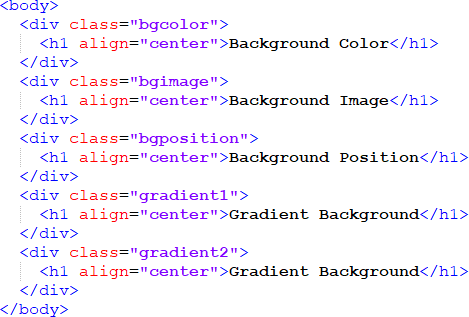 <body>
<div class="bgcolor">
<h1 align="center">Background Color</h1>
</div>
<div class="bgimage">
<h1 align="center">Background Image</h1>
</div>
<div class="bgposition">
<h1 align="center">Background Position</h1>
</div>
<div class="gradient1">
<h1 align="center">Gradient Background</h1>
</div>
<div class="gradient2">
<h1 align="center">Gradient Background</h1>
</div>
</body>